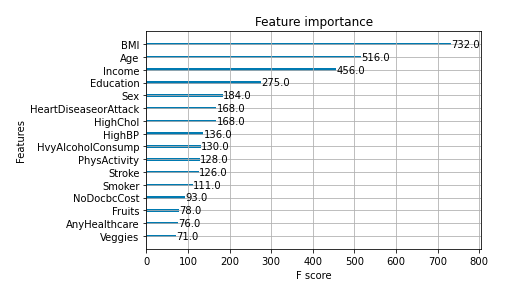 Feature importance
Features
BMI 732.0
Age 516.0
Income 456.0
Education 275.0
Sex 184.0
HeartDiseaseorAttack 168.0
HighChol 168.0
HighBP 136.0
HvyAlcoholConsump 130.0
PhysActivity 128.0
Stroke 126.0
Smoker 111.0
NoDocbcCost 93.0
Fruits 78.0
AnyHealthcare 76.0
Veggies 71.0
0 100 200 300 400 500 600 700 800
F score